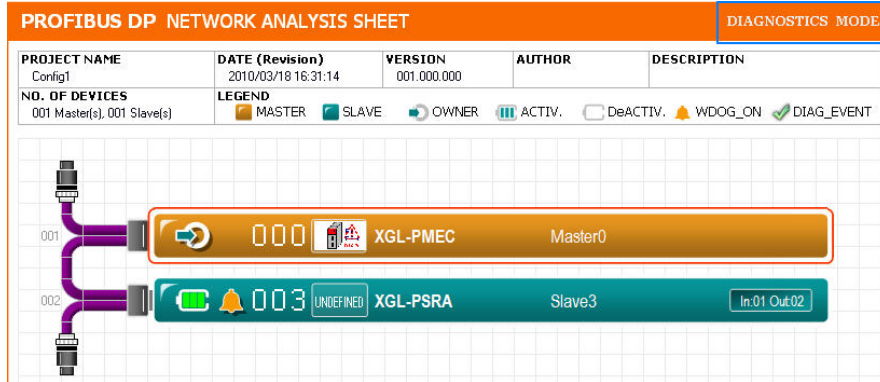 PROFIBUS DP NETWORK ANALYSIS SHEET
DIAGNOSTICS MODE
PROJECT NAME DATE (Revision) VERSION AUTHOR DESCRIPTION
Config1 2010/03/18 16:31:14 001.000.000
NO. OF DEVICES LEGEND
001 Master(s), 001 Slave(s) MASTER SLAVE OWNER ACTIV. DeACTIV. WDOG_ON DIAG_EVENT
001 000 XGL-PMEC Master0
002 003 UNDEFINED XGL-PSRA Slave3 In:01 Out:02